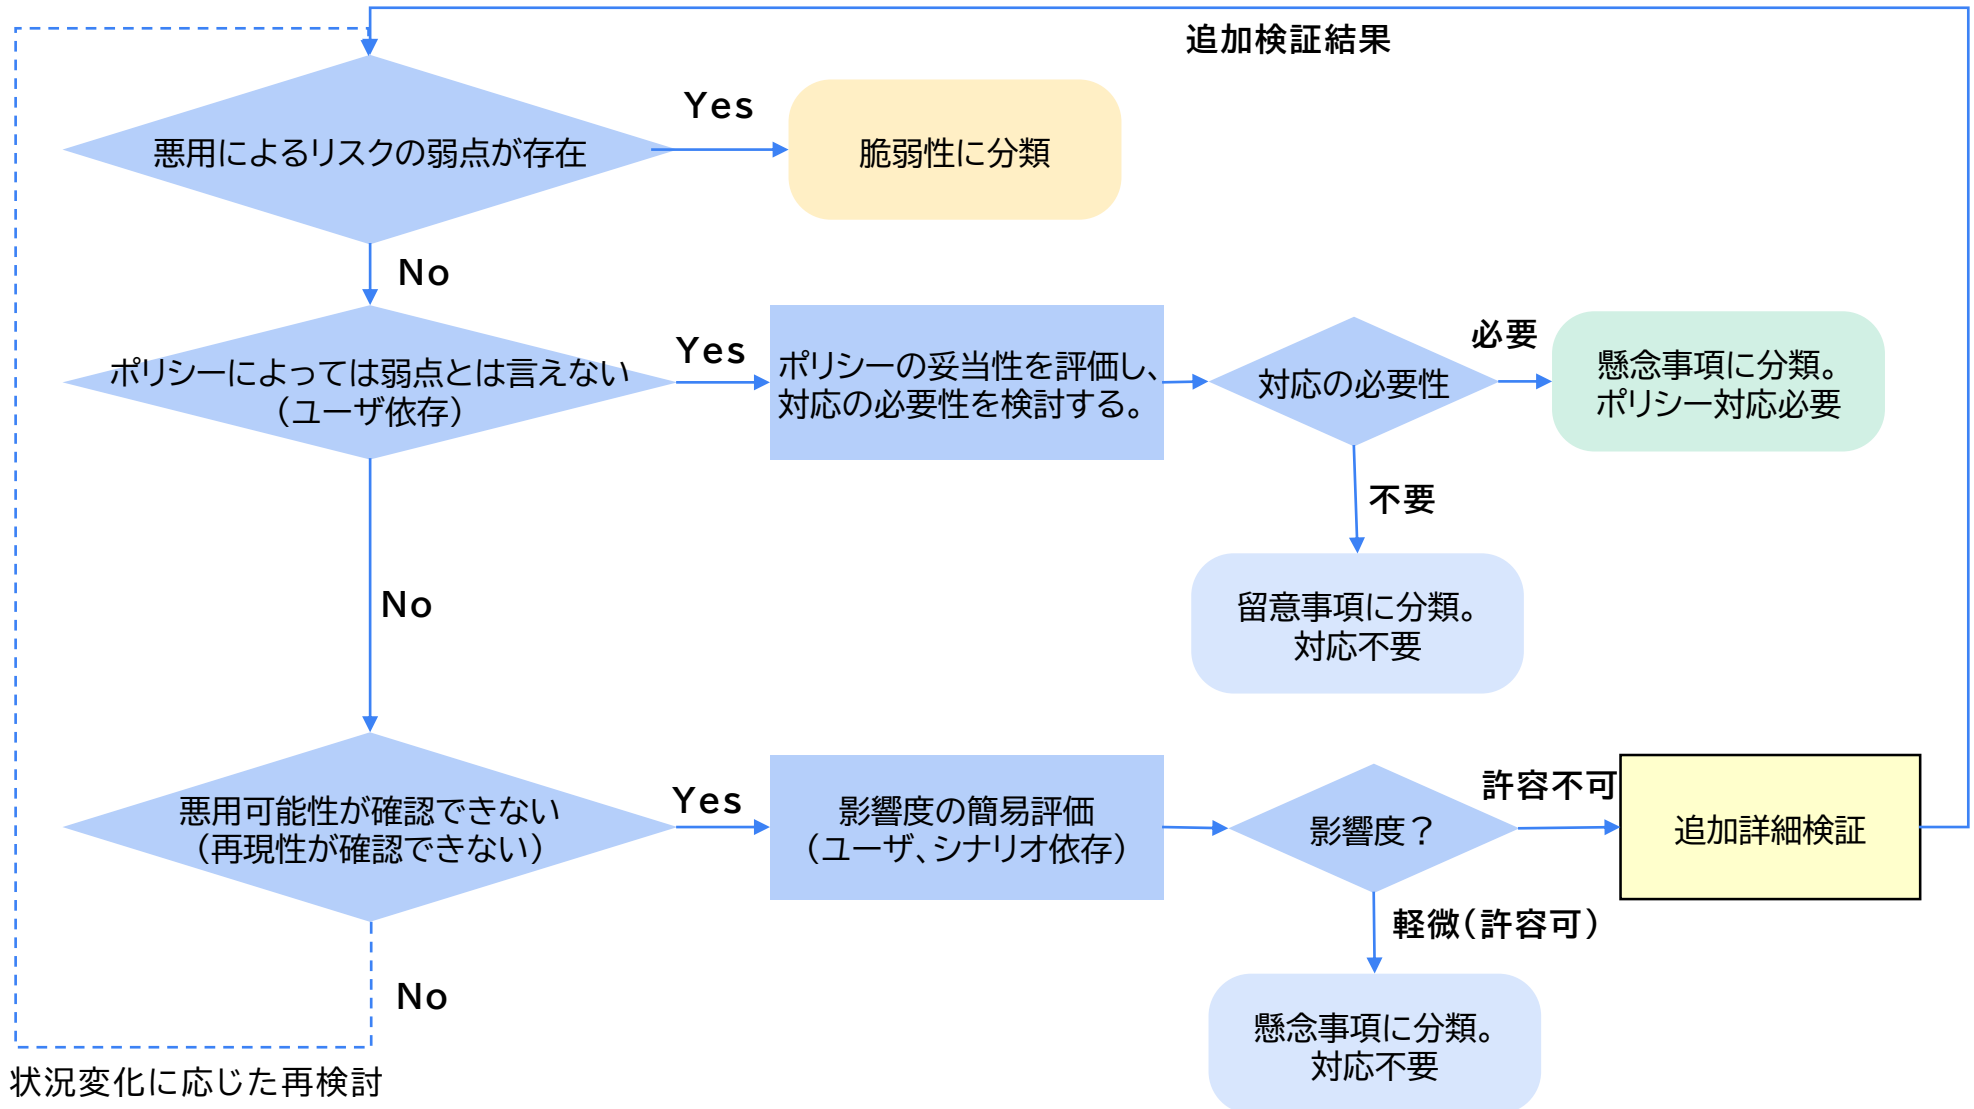 追加検証結果
悪用によるリスクの弱点が存在
Yes
脆弱性に分類
No
ポリシーによっては弱点とは言えない
（ユーザ依存）
Yes
ポリシーの妥当性を評価し、
対応の必要性を検討する。
対応の必要性
必要
懸念事項に分類。
ポリシー対応必要
不要
留意事項に分類。
対応不要
No
悪用可能性が確認できない
（再現性が確認できない）
Yes
影響度の簡易評価
（ユーザ、シナリオ依存）
影響度？
許容不可
追加詳細検証
軽微（許容可）
懸念事項に分類。
対応不要
No
状況変化に応じた再検討